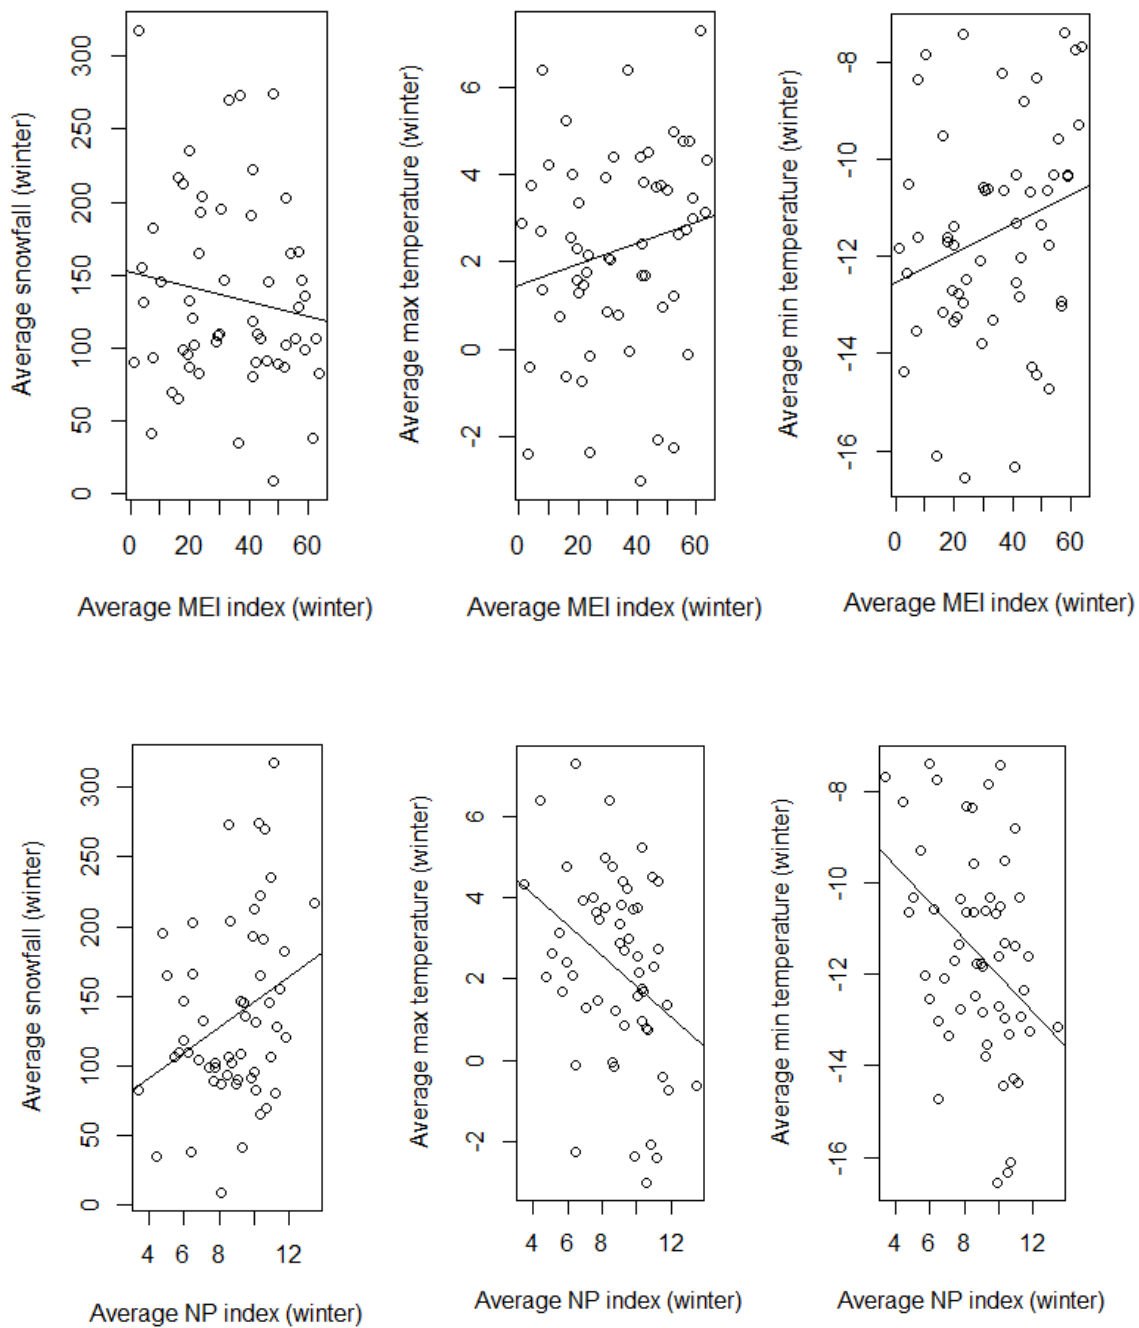 Average snowfall (winter)
300
250
200
150
100
50
0
0 20 40 60
Average MEI index (winter)
Average max temperature (winter)
6
4
2
0
-2
0 20 40 60
Average MEI index (winter)
Average min temperature (winter)
-8
-10
-12
-14
-16
0 20 40 60
Average MEI index (winter)
Average snowfall (winter)
300
250
200
150
100
50
0
4 6 8 12
Average NP index (winter)
Average max temperature (winter)
6
4
2
0
-2
4 6 8 12
Average NP index (winter)
Average min temperature (winter)
-8
-10
-12
-14
-16
4 6 8 12
Average NP index (winter)